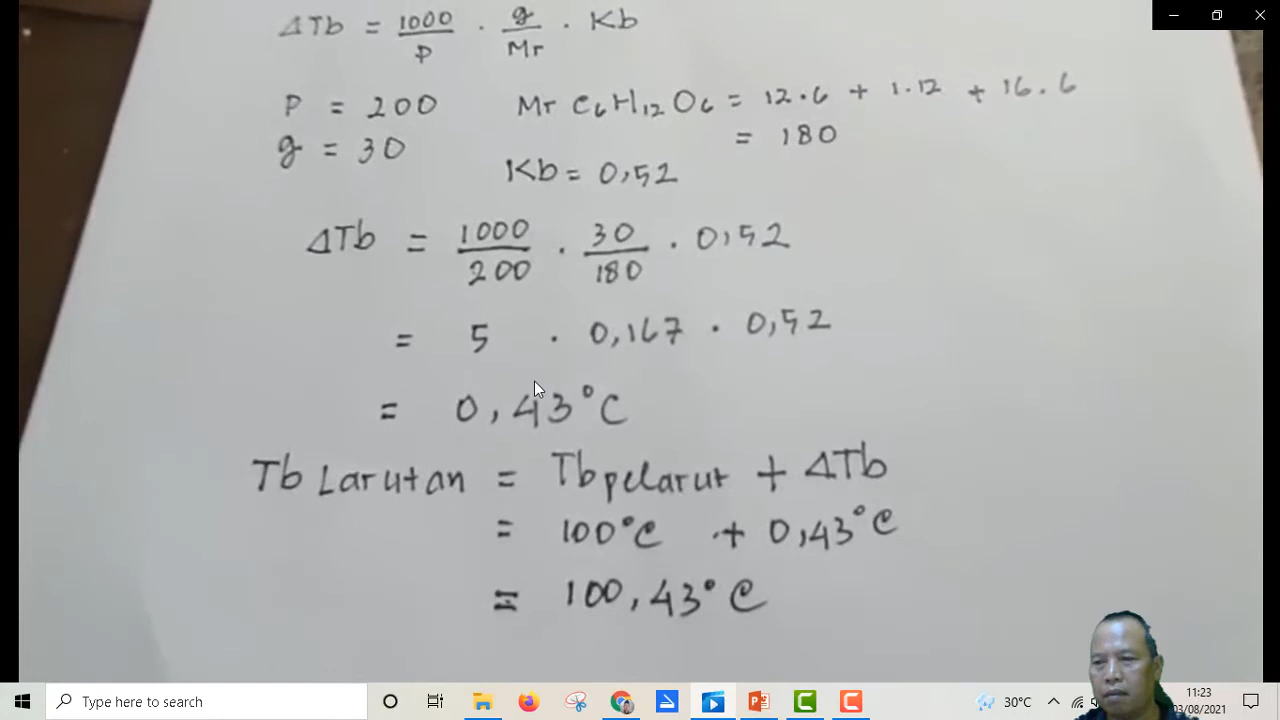 ΔTb = 1000/P · g/Mr · Kb
P = 200
Mr C6H12O6 = 12.6 + 1.12 + 16.6
= 180
g = 30
Kb = 0,52
ΔTb = 1000/200 · 30/180 · 0,52
= 5 · 0,167 · 0,52
= 0,43°C
Tb Larutan = Tb pelarut + ΔTb
= 100°C + 0,43°C
= 100,43°C
Type here to search
30°C
11:23
03/08/2021